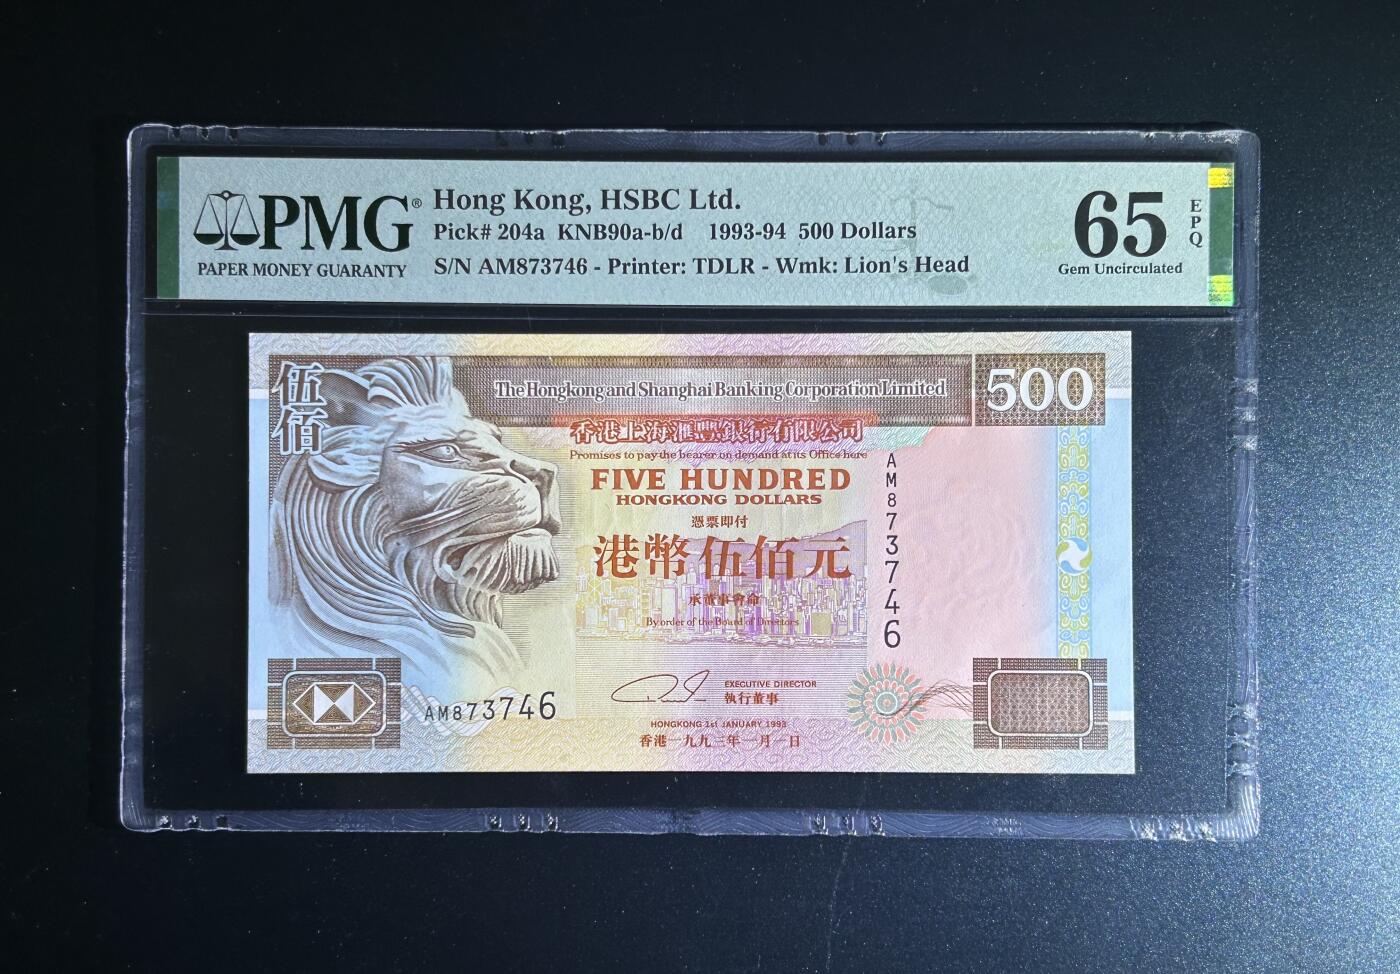 PMG®
PAPER MONEY GUARANTY
Hong Kong, HSBC Ltd.
Pick# 204a KNB90a-b/d 1993-94 500 Dollars
S/N AM873746 - Printer: TDLR - Wmk: Lion's Head
65
EPQ
Gem Uncirculated
伍佰
The Hongkong and Shanghai Banking Corporation Limited
500
香港上海滙豐銀行有限公司
Promises to pay the bearer on demand at its Office here
FIVE HUNDRED
HONGKONG DOLLARS
憑票即付
港幣伍佰元
承董事會命
By order of the Board of Directors
AM873746
EXECUTIVE DIRECTOR
執行董事
AM873746
HONGKONG 1st JANUARY 1993
香港一九九三年一月一日